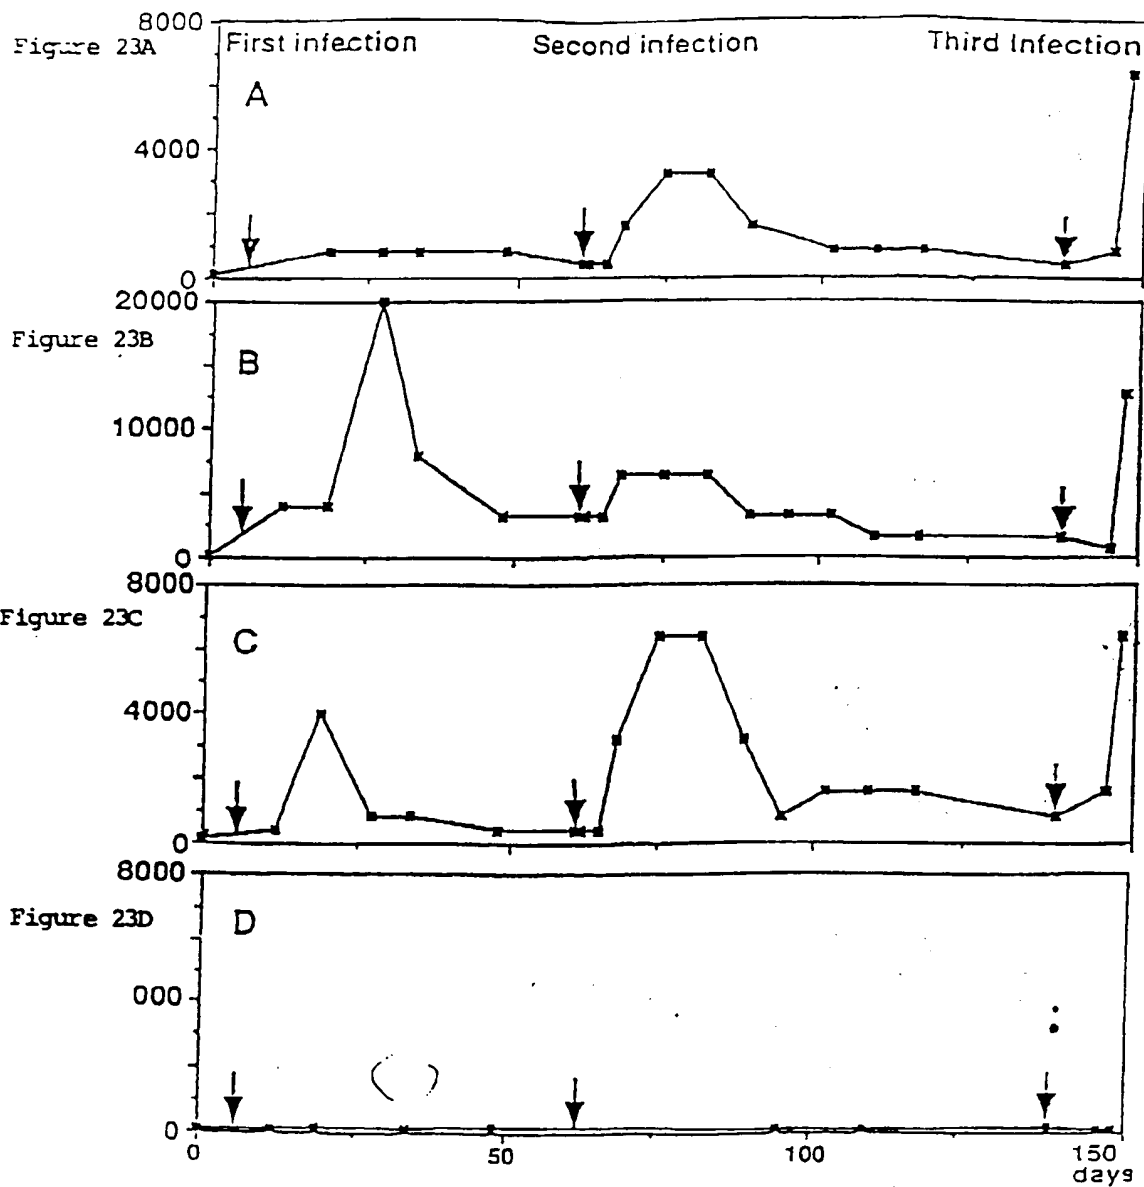 8000
Figure 23A
First infection Second infection Third Infection
A
4000
0
20000
Figure 23B
B
10000
0
8000
Figure 23C
C
4000
0
8000
Figure 23D
D
000
0
0 50 100 150
days